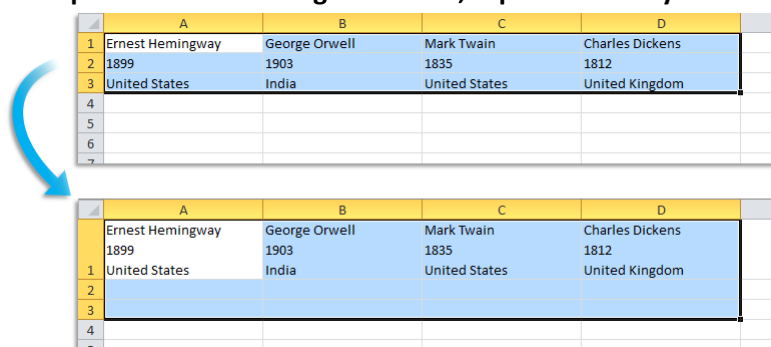 A B C D
1 Ernest Hemingway George Orwell Mark Twain Charles Dickens
2 1899 1903 1835 1812
3 United States India United States United Kingdom
4
5
6
A B C D
Ernest Hemingway George Orwell Mark Twain Charles Dickens
1899 1903 1835 1812
1 United States India United States United Kingdom
2
3
4